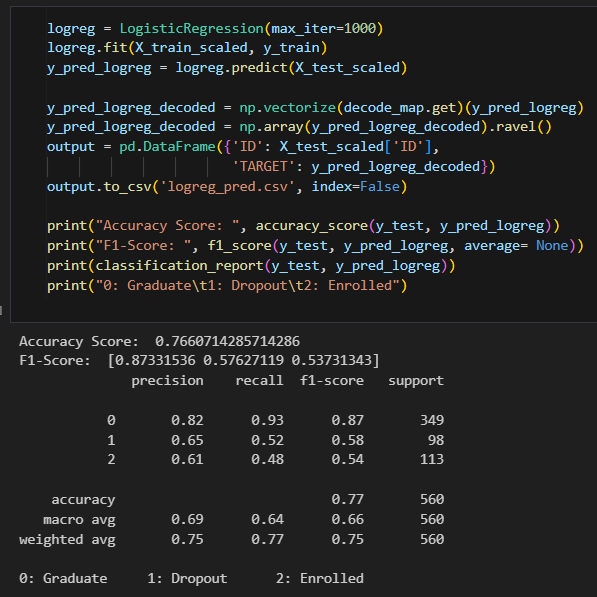 logreg = LogisticRegression(max_iter=1000)
logreg.fit(X_train_scaled, y_train)
y_pred_logreg = logreg.predict(X_test_scaled)
y_pred_logreg_decoded = np.vectorize(decode_map.get)(y_pred_logreg)
y_pred_logreg_decoded = np.array(y_pred_logreg_decoded).ravel()
output = pd.DataFrame({'ID': X_test_scaled['ID'],
'TARGET': y_pred_logreg_decoded})
output.to_csv('logreg_pred.csv', index=False)
print("Accuracy Score: ", accuracy_score(y_test, y_pred_logreg))
print("F1-Score: ", f1_score(y_test, y_pred_logreg, average= None))
print(classification_report(y_test, y_pred_logreg))
print("0: Graduate\t1: Dropout\t2: Enrolled")
Accuracy Score:  0.7660714285714286
F1-Score:  [0.87331536 0.57627119 0.53731343]
precision recall f1-score support
0 0.82 0.93 0.87 349
1 0.65 0.52 0.58 98
2 0.61 0.48 0.54 113
accuracy 0.77 560
macro avg 0.69 0.64 0.66 560
weighted avg 0.75 0.77 0.75 560
0: Graduate 1: Dropout 2: Enrolled